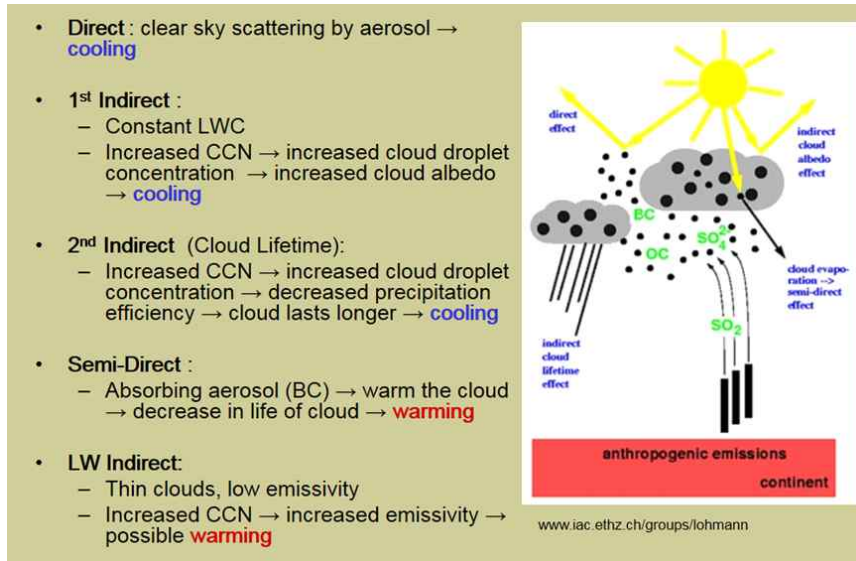 • Direct : clear sky scattering by aerosol →
cooling
• 1st Indirect :
– Constant LWC
– Increased CCN → increased cloud droplet
concentration → increased cloud albedo
→ cooling
• 2nd Indirect (Cloud Lifetime):
– Increased CCN → increased cloud droplet
concentration → decreased precipitation
efficiency → cloud lasts longer → cooling
• Semi-Direct :
– Absorbing aerosol (BC) → warm the cloud
→ decrease in life of cloud → warming
• LW Indirect:
– Thin clouds, low emissivity
– Increased CCN → increased emissivity →
possible warming
direct
effect
indirect
cloud
albedo
effect
BC
SO₄²⁻
OC
cloud evapo-
ration -->
semi-direct
effect
SO₂
indirect
cloud
lifetime
effect
anthropogenic emissions
continent
www.iac.ethz.ch/groups/lohmann